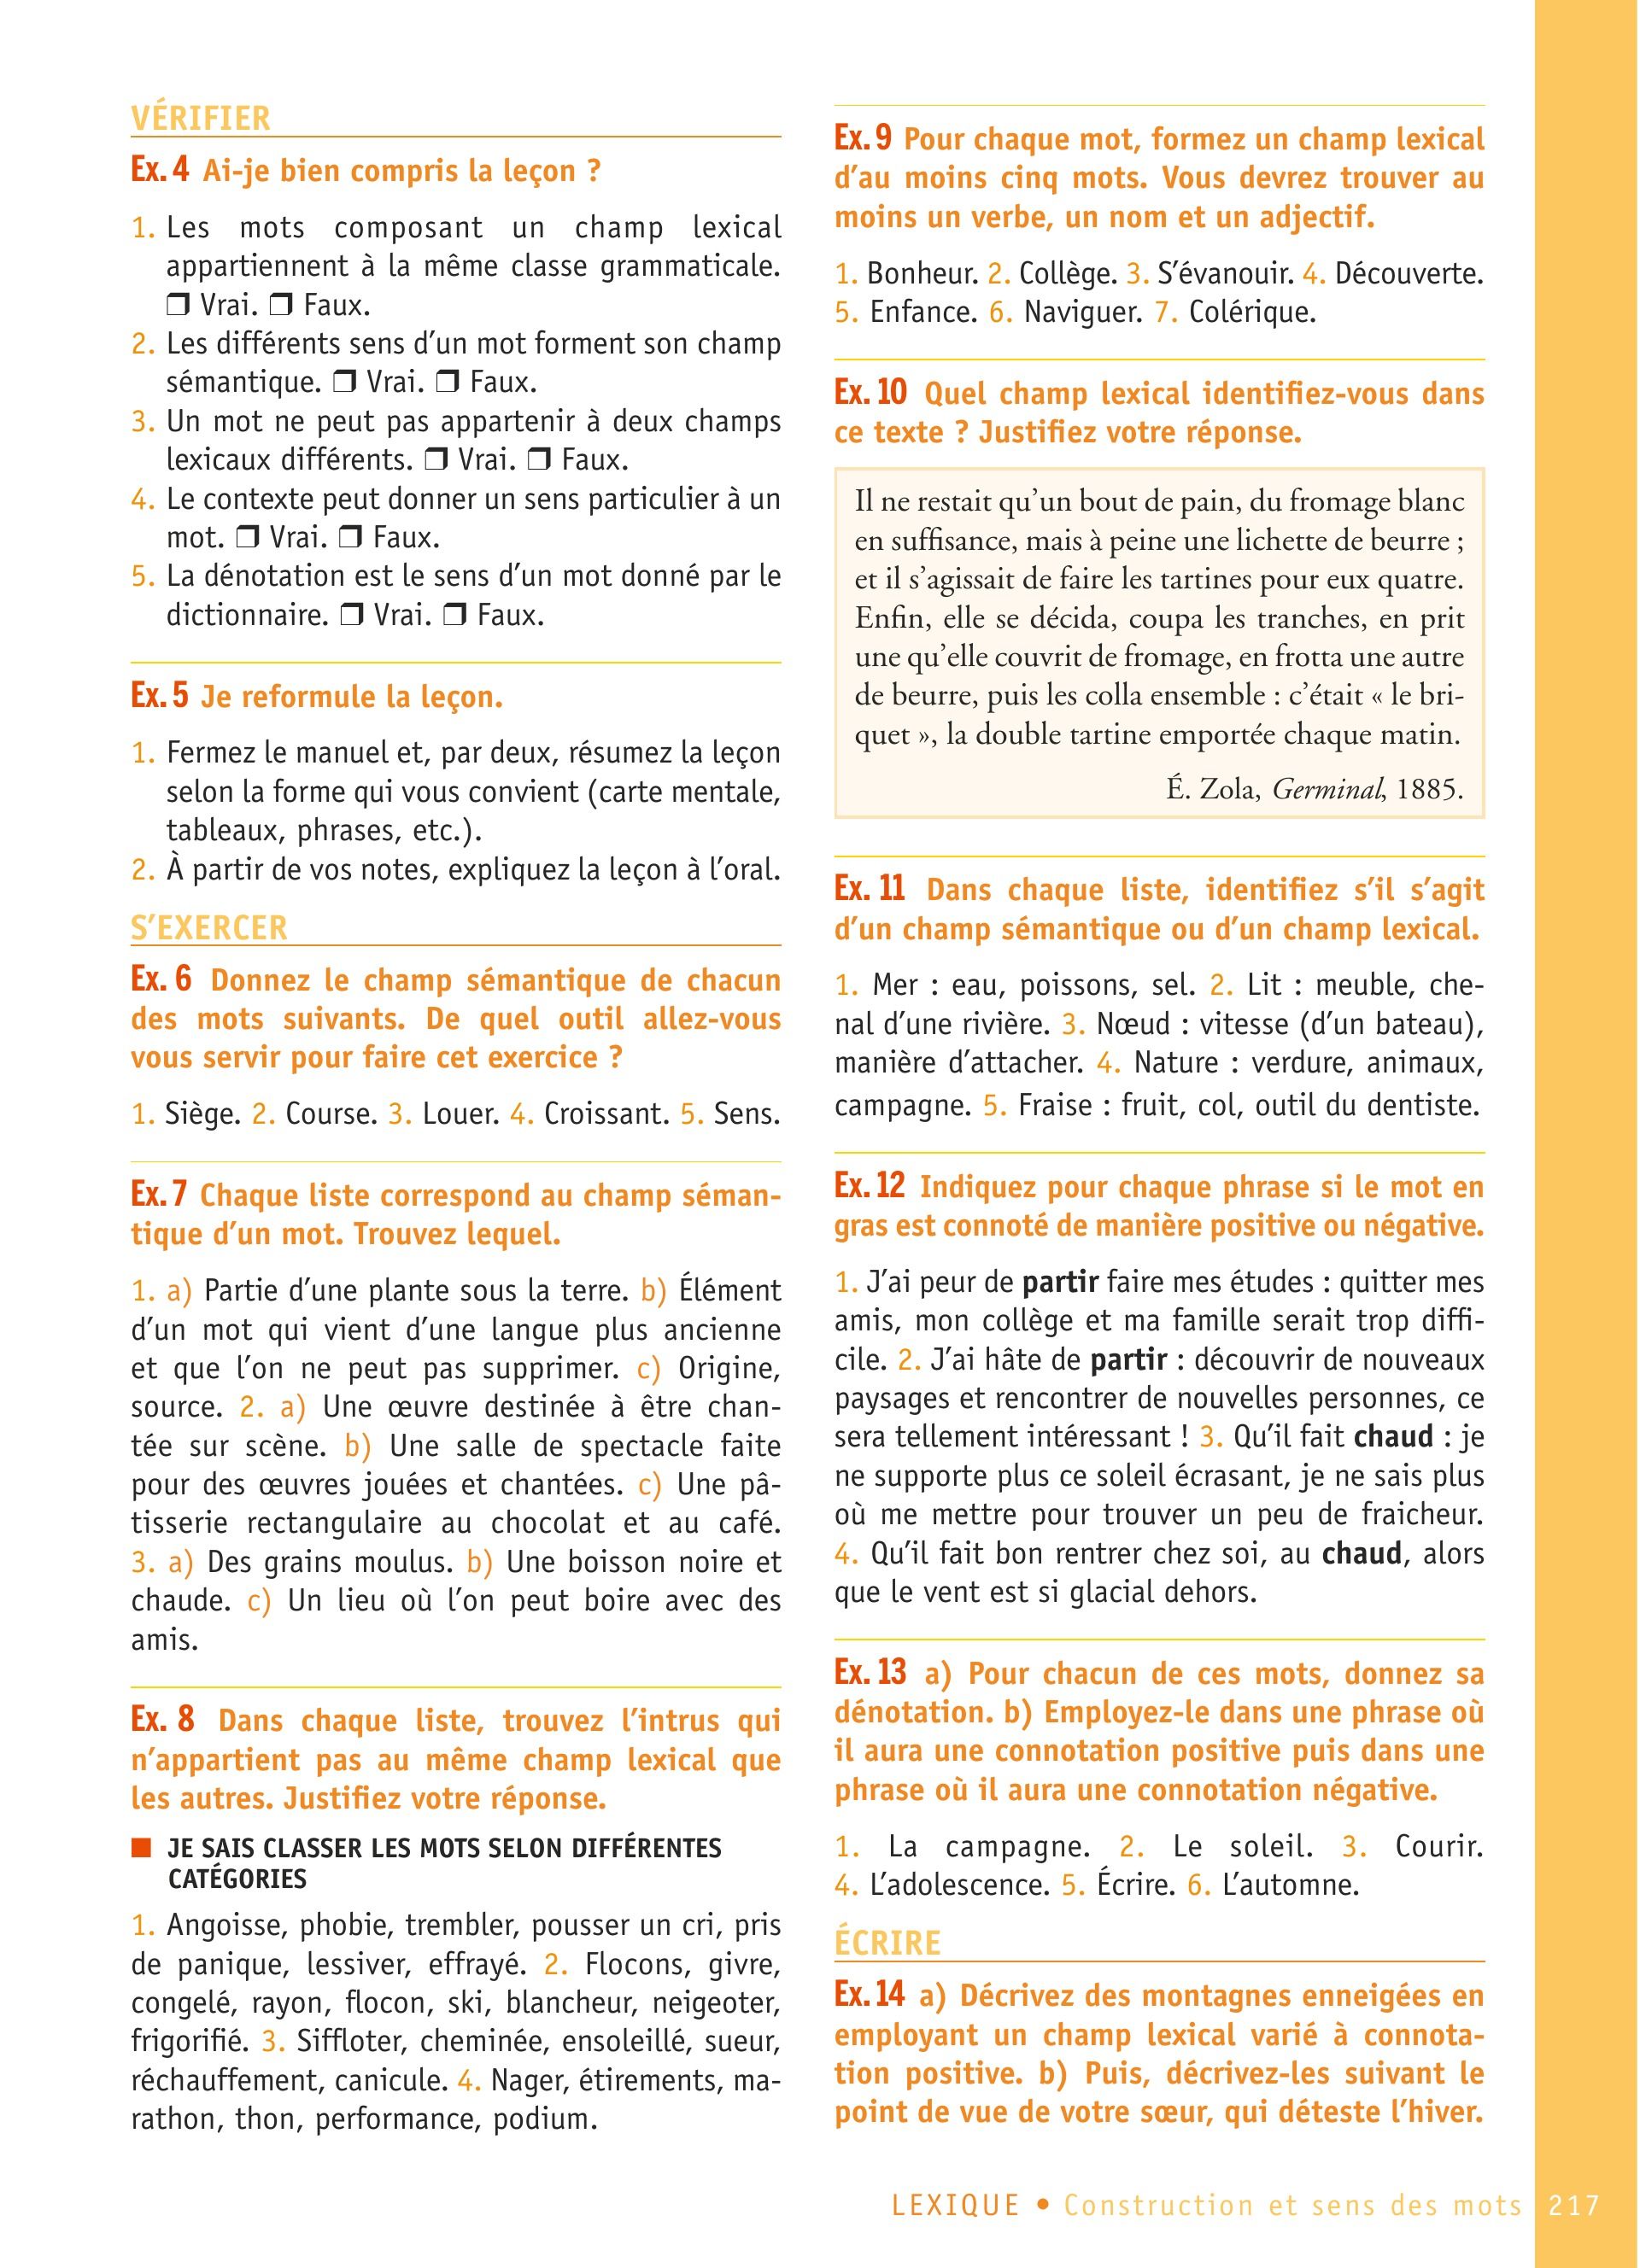 VÉRIFIER
Ex. 4 Ai-je bien compris la leçon ?
1. Les mots composant un champ lexical
appartiennent à la même classe grammaticale.
❒ Vrai. ❒ Faux.
2. Les différents sens d’un mot forment son champ
sémantique. ❒ Vrai. ❒ Faux.
3. Un mot ne peut pas appartenir à deux champs
lexicaux différents. ❒ Vrai. ❒ Faux.
4. Le contexte peut donner un sens particulier à un
mot. ❒ Vrai. ❒ Faux.
5. La dénotation est le sens d’un mot donné par le
dictionnaire. ❒ Vrai. ❒ Faux.
Ex. 5 Je reformule la leçon.
1. Fermez le manuel et, par deux, résumez la leçon
selon la forme qui vous convient (carte mentale,
tableaux, phrases, etc.).
2. À partir de vos notes, expliquez la leçon à l’oral.
S’EXERCER
Ex. 6 Donnez le champ sémantique de chacun
des mots suivants. De quel outil allez-vous
vous servir pour faire cet exercice ?
1. Siège. 2. Course. 3. Louer. 4. Croissant. 5. Sens.
Ex. 7 Chaque liste correspond au champ séman-
tique d’un mot. Trouvez lequel.
1. a) Partie d’une plante sous la terre. b) Élément
d’un mot qui vient d’une langue plus ancienne
et que l’on ne peut pas supprimer. c) Origine,
source. 2. a) Une œuvre destinée à être chan-
tée sur scène. b) Une salle de spectacle faite
pour des œuvres jouées et chantées. c) Une pâ-
tisserie rectangulaire au chocolat et au café.
3. a) Des grains moulus. b) Une boisson noire et
chaude. c) Un lieu où l’on peut boire avec des
amis.
Ex. 8 Dans chaque liste, trouvez l’intrus qui
n’appartient pas au même champ lexical que
les autres. Justifiez votre réponse.
■ JE SAIS CLASSER LES MOTS SELON DIFFÉRENTES
CATÉGORIES
1. Angoisse, phobie, trembler, pousser un cri, pris
de panique, lessiver, effrayé. 2. Flocons, givre,
congelé, rayon, flocon, ski, blancheur, neigeoter,
frigorifié. 3. Siffloter, cheminée, ensoleillé, sueur,
réchauffement, canicule. 4. Nager, étirements, ma-
rathon, thon, performance, podium.
Ex. 9 Pour chaque mot, formez un champ lexical
d’au moins cinq mots. Vous devrez trouver au
moins un verbe, un nom et un adjectif.
1. Bonheur. 2. Collège. 3. S’évanouir. 4. Découverte.
5. Enfance. 6. Naviguer. 7. Colérique.
Ex. 10 Quel champ lexical identifiez-vous dans
ce texte ? Justifiez votre réponse.
Il ne restait qu’un bout de pain, du fromage blanc
en suffisance, mais à peine une lichette de beurre ;
et il s’agissait de faire les tartines pour eux quatre.
Enfin, elle se décida, coupa les tranches, en prit
une qu’elle couvrit de fromage, en frotta une autre
de beurre, puis les colla ensemble : c’était « le bri-
quet », la double tartine emportée chaque matin.
É. Zola, Germinal, 1885.
Ex. 11 Dans chaque liste, identifiez s’il s’agit
d’un champ sémantique ou d’un champ lexical.
1. Mer : eau, poissons, sel. 2. Lit : meuble, che-
nal d’une rivière. 3. Nœud : vitesse (d’un bateau),
manière d’attacher. 4. Nature : verdure, animaux,
campagne. 5. Fraise : fruit, col, outil du dentiste.
Ex. 12 Indiquez pour chaque phrase si le mot en
gras est connoté de manière positive ou négative.
1. J’ai peur de partir faire mes études : quitter mes
amis, mon collège et ma famille serait trop diffi-
cile. 2. J’ai hâte de partir : découvrir de nouveaux
paysages et rencontrer de nouvelles personnes, ce
sera tellement intéressant ! 3. Qu’il fait chaud : je
ne supporte plus ce soleil écrasant, je ne sais plus
où me mettre pour trouver un peu de fraicheur.
4. Qu’il fait bon rentrer chez soi, au chaud, alors
que le vent est si glacial dehors.
Ex. 13 a) Pour chacun de ces mots, donnez sa
dénotation. b) Employez-le dans une phrase où
il aura une connotation positive puis dans une
phrase où il aura une connotation négative.
1. La campagne. 2. Le soleil. 3. Courir.
4. L’adolescence. 5. Écrire. 6. L’automne.
ÉCRIRE
Ex. 14 a) Décrivez des montagnes enneigées en
employant un champ lexical varié à connota-
tion positive. b) Puis, décrivez-les suivant le
point de vue de votre sœur, qui déteste l’hiver.
LEXIQUE • Construction et sens des mots 217